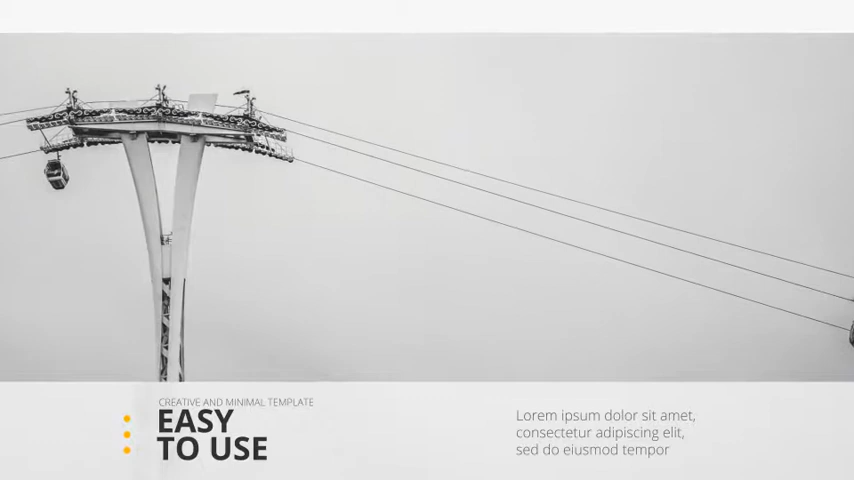 CREATIVE AND MINIMAL TEMPLATE
EASY
TO USE
Lorem ipsum dolor sit amet,
consectetur adipiscing elit,
sed do eiusmod tempor